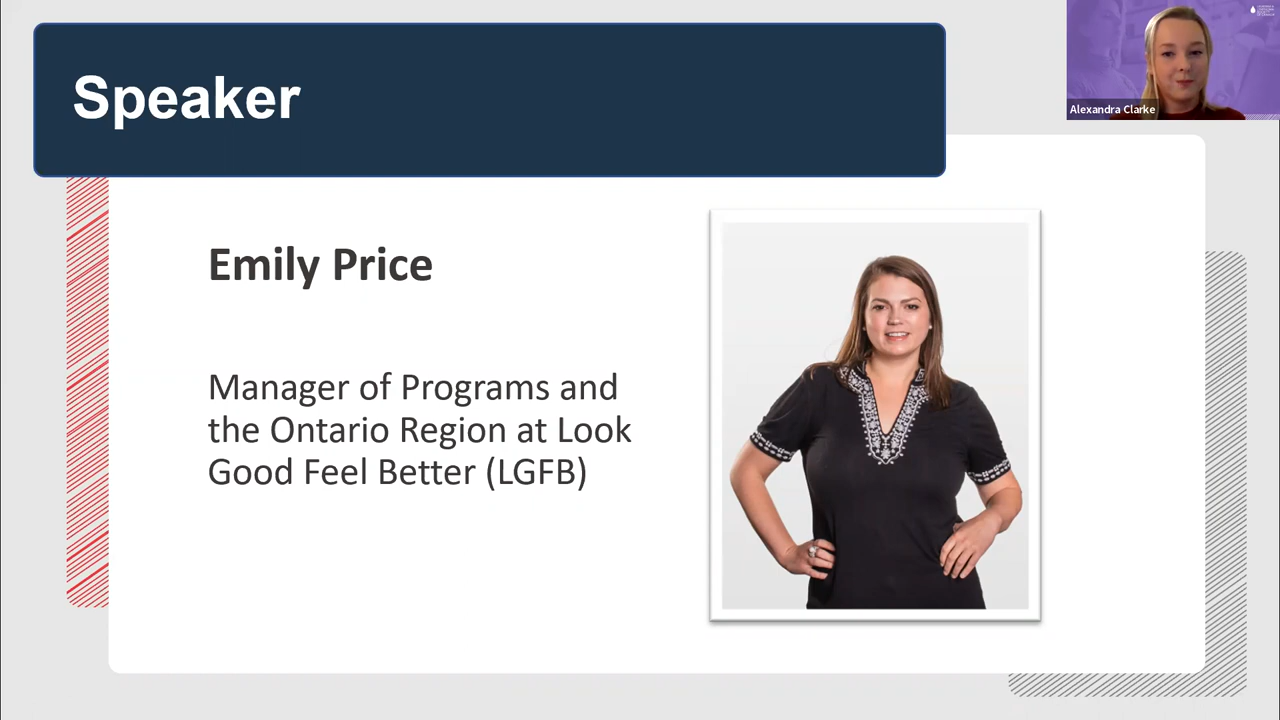 Speaker
Alexandra Clarke
Emily Price
Manager of Programs and
the Ontario Region at Look
Good Feel Better (LGFB)